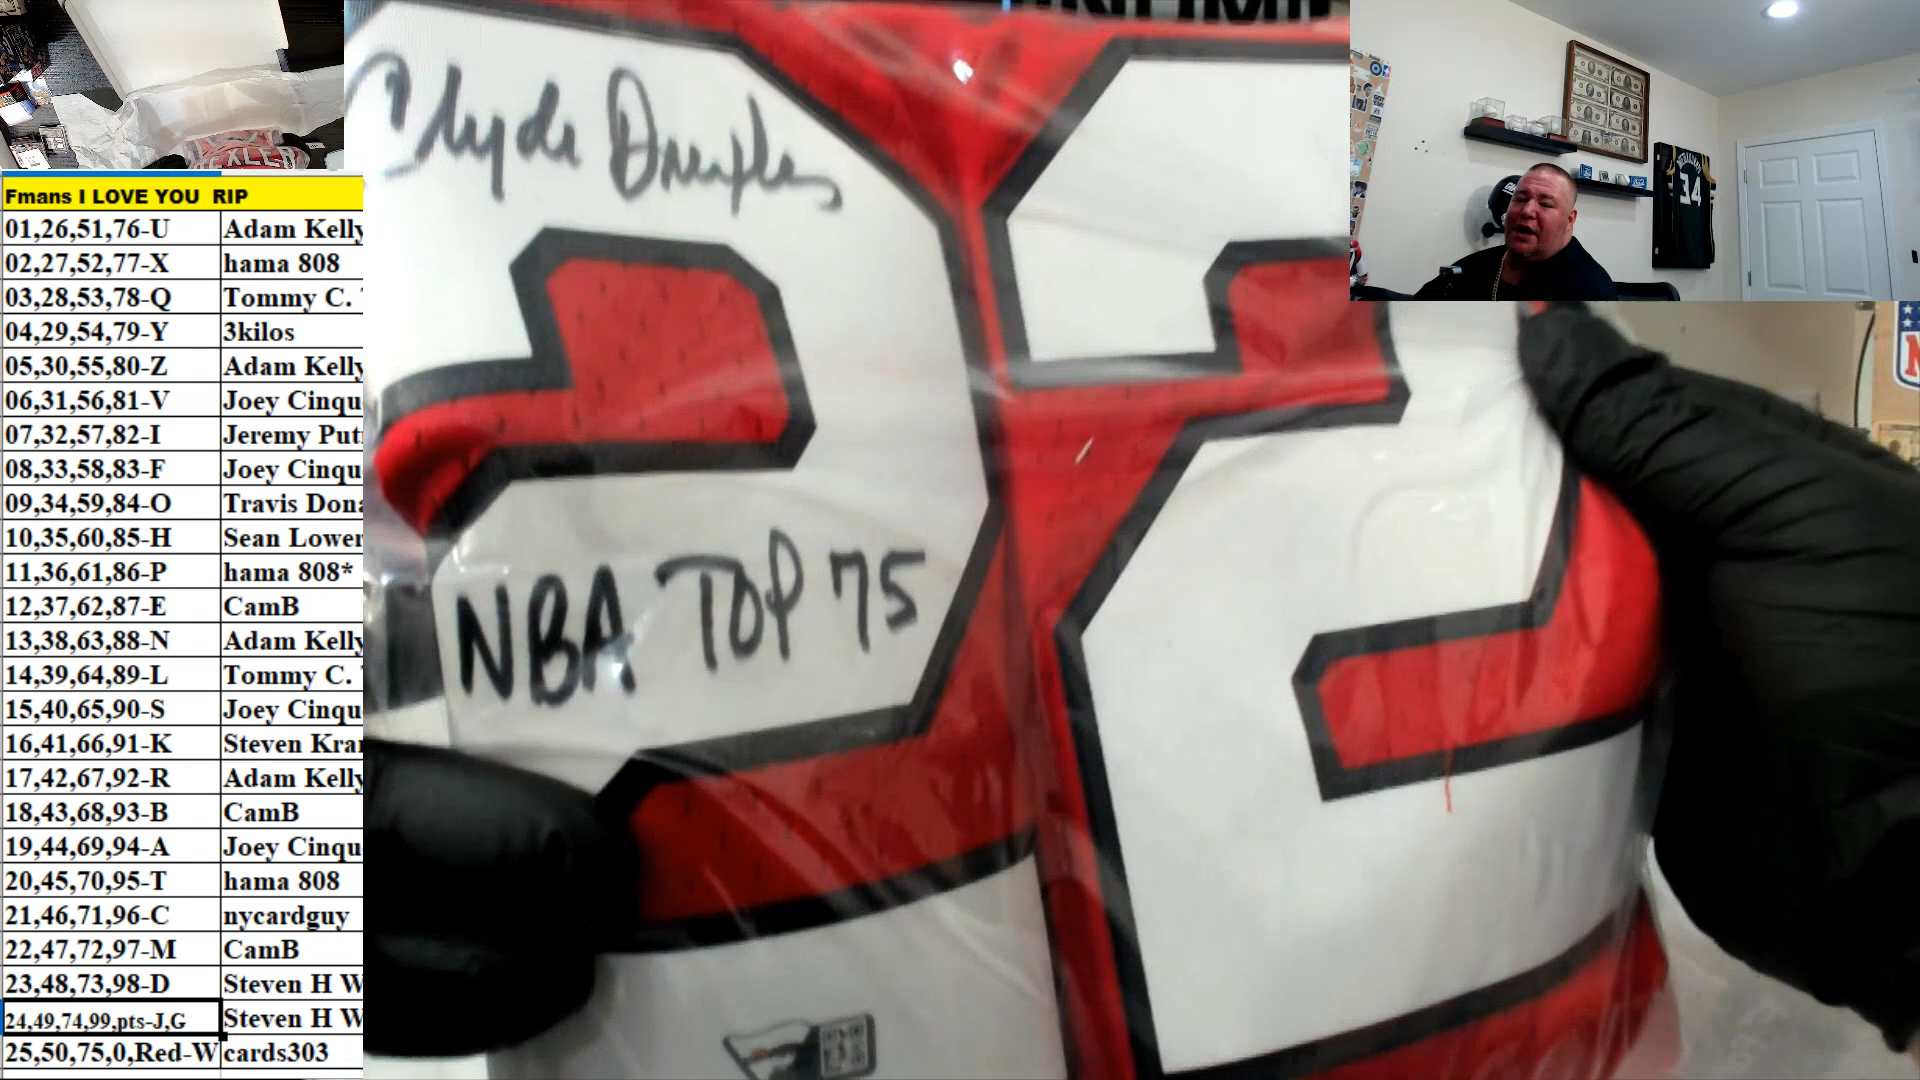 Fmans I LOVE YOU RIP
01,26,51,76-U Adam Kelly
02,27,52,77-X hama 808
03,28,53,78-Q Tommy C.
04,29,54,79-Y 3kilos
05,30,55,80-Z Adam Kelly
06,31,56,81-V Joey Cinqu
07,32,57,82-I Jeremy Put
08,33,58,83-F Joey Cinqu
09,34,59,84-O Travis Dona
10,35,60,85-H Sean Lower
11,36,61,86-P hama 808*
12,37,62,87-E CamB
13,38,63,88-N Adam Kelly
14,39,64,89-L Tommy C.
15,40,65,90-S Joey Cinqu
16,41,66,91-K Steven Kra
17,42,67,92-R Adam Kelly
18,43,68,93-B CamB
19,44,69,94-A Joey Cinqu
20,45,70,95-T hama 808
21,46,71,96-C nycardguy
22,47,72,97-M CamB
23,48,73,98-D Steven H W
24,49,74,99,pts-J,G Steven H W
25,50,75,0,Red-W cards303
Clyde Drexler
22
NBA TOP 75
34